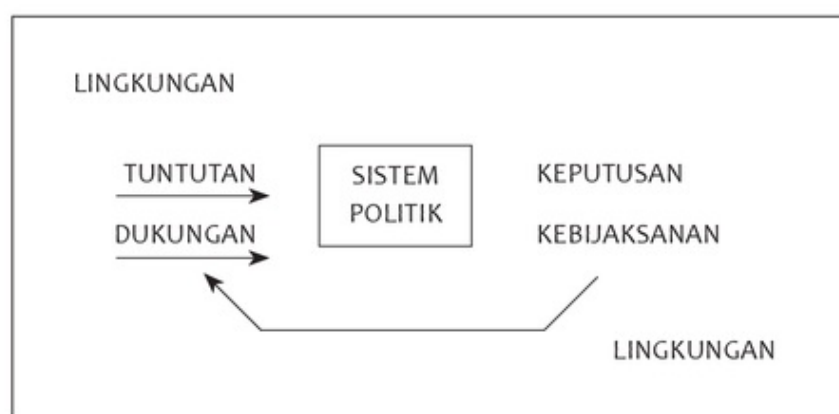 LINGKUNGAN
TUNTUTAN
DUKUNGAN
SISTEM
POLITIK
KEPUTUSAN
KEBIJAKSANAN
LINGKUNGAN